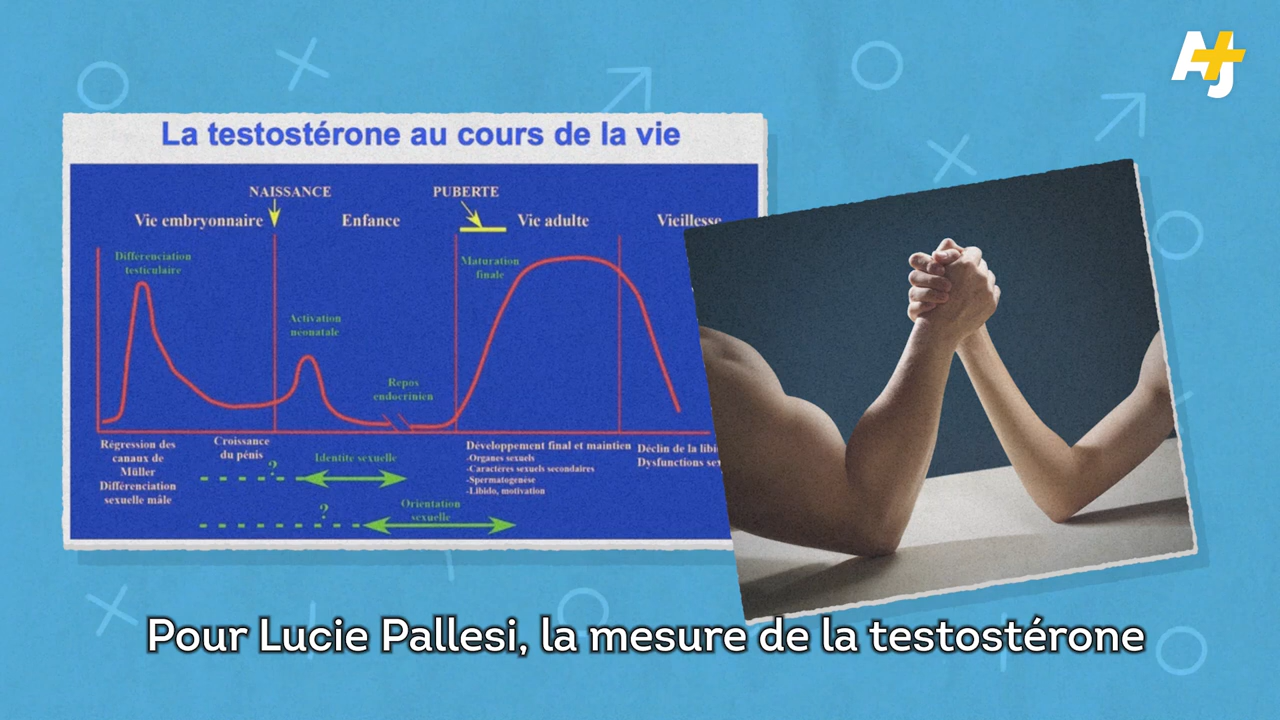 AJ+
La testostérone au cours de la vie
NAISSANCE
PUBERTE
Vie embryonnaire
Enfance
Vie adulte
Vieillesse
Différenciation
testiculaire
Maturation
finale
Activation
néonatale
Repos
endocrinien
Régression des
canaux de
Müller
Différenciation
sexuelle mâle
Croissance
du pénis
?
Identite sexuelle
Développement final et maintien
-Organes sexuels
-Caractères sexuels secondaires
-Spermatogenèse
-Libido, motivation
Déclin de la libi
Dysfunctions se
?
Orientation
sexuelle
Pour Lucie Pallesi, la mesure de la testostérone